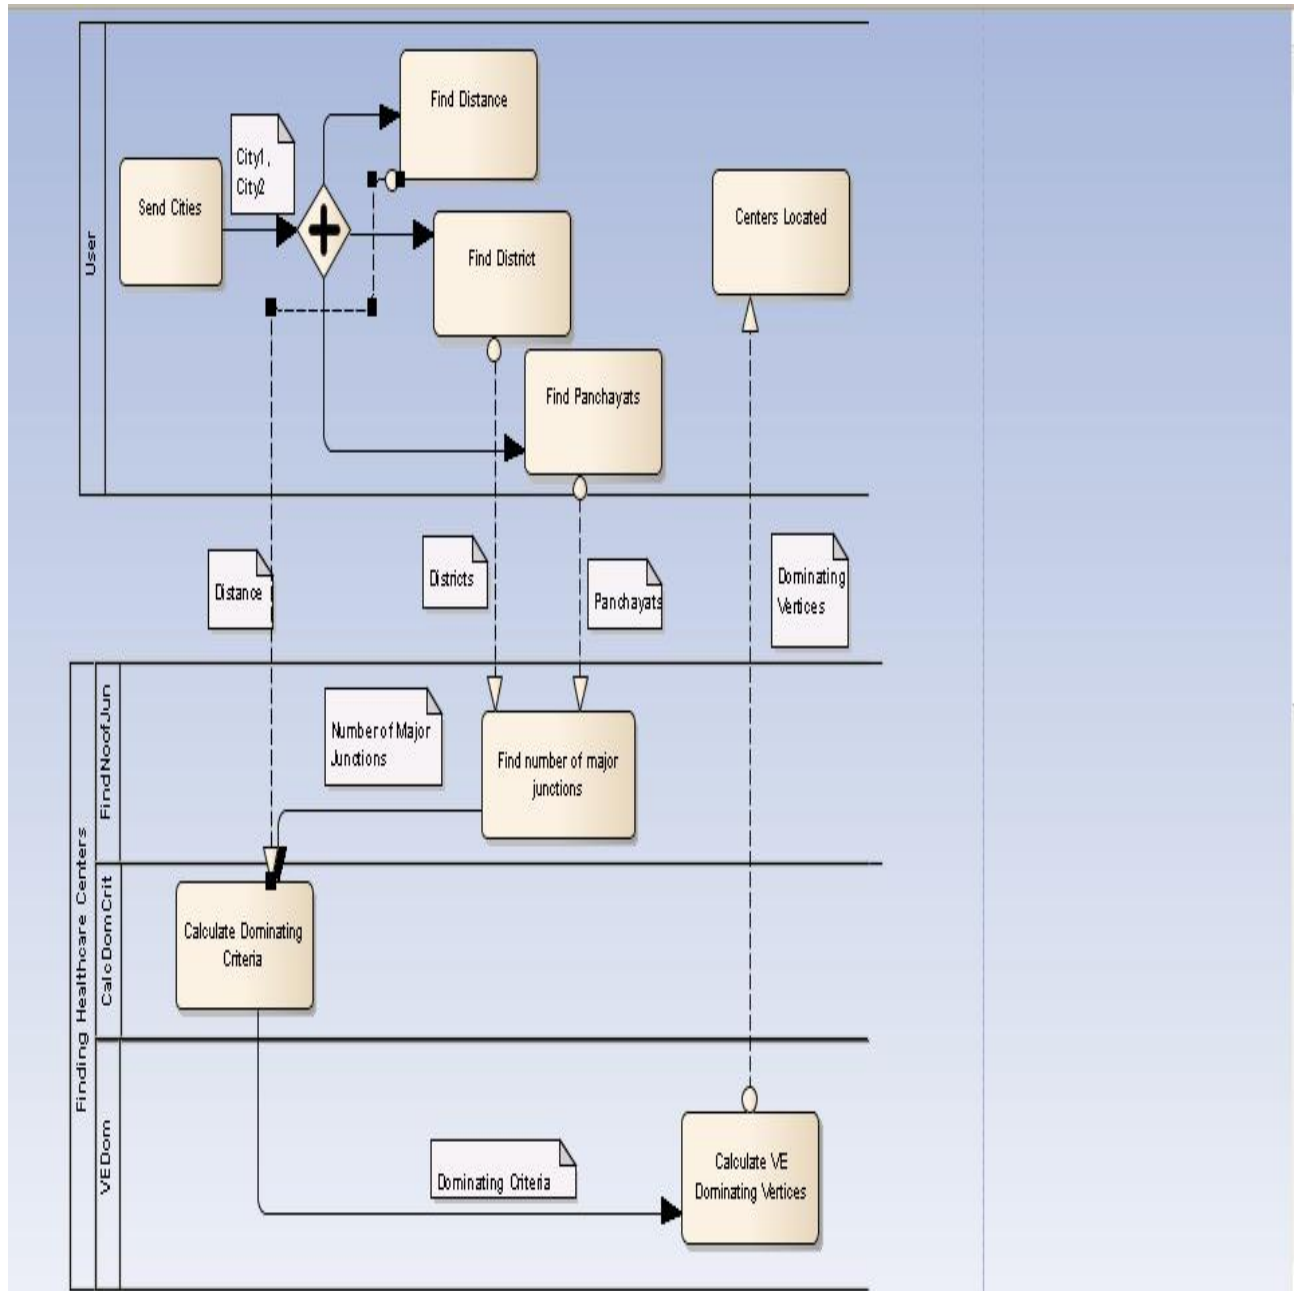 User
Send Cities
City1 ,
City2
Find Distance
Find District
Find Panchayats
Centers Located
Distance
Districts
Panchayats
Dominating
Vertices
Finding Healthcare Centers
FindNoofJun
Number of Major
Junctions
Find number of major
junctions
CalcDomCrit
Calculate Dominating
Criteria
VEDom
Dominating Criteria
Calculate VE
Dominating Vertices